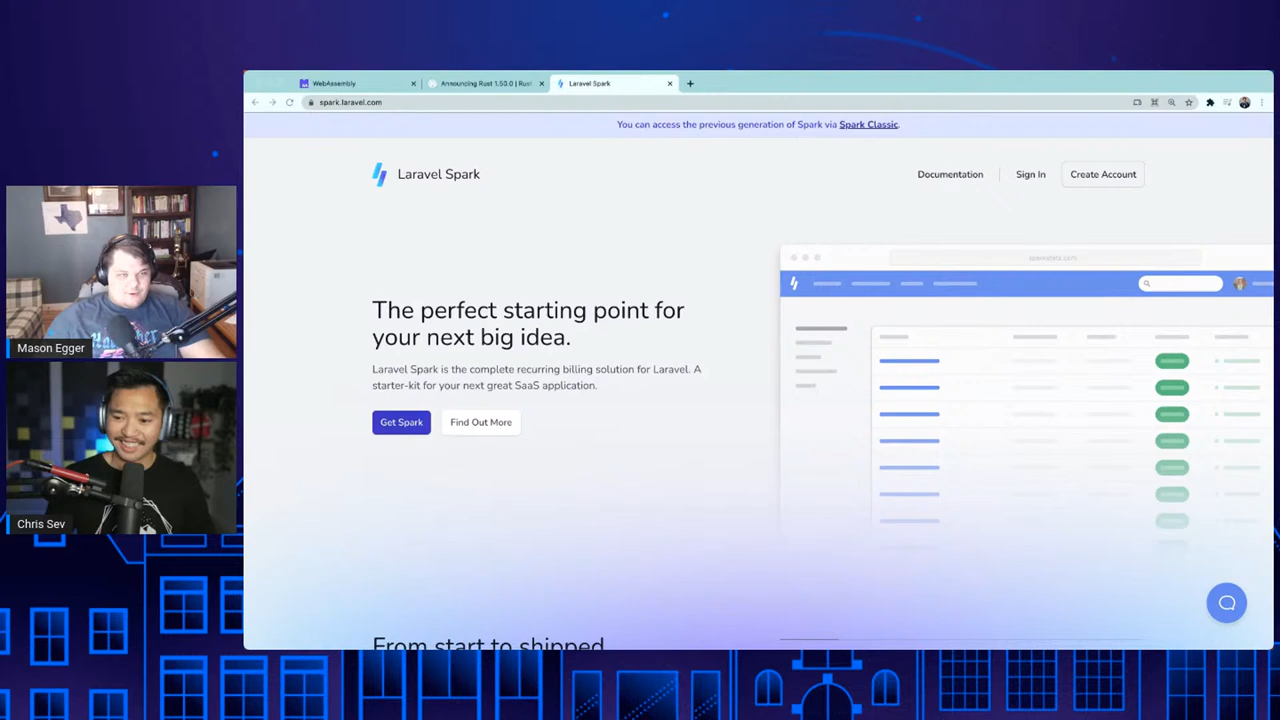 WebAssembly
Announcing Rust 1.50.0 | Rust
Laravel Spark
spark.laravel.com
You can access the previous generation of Spark via Spark Classic.
Laravel Spark
Documentation
Sign In
Create Account
The perfect starting point for
your next big idea.
Laravel Spark is the complete recurring billing solution for Laravel. A
starter-kit for your next great SaaS application.
Get Spark
Find Out More
From start to shipped
Mason Egger
Chris Sev